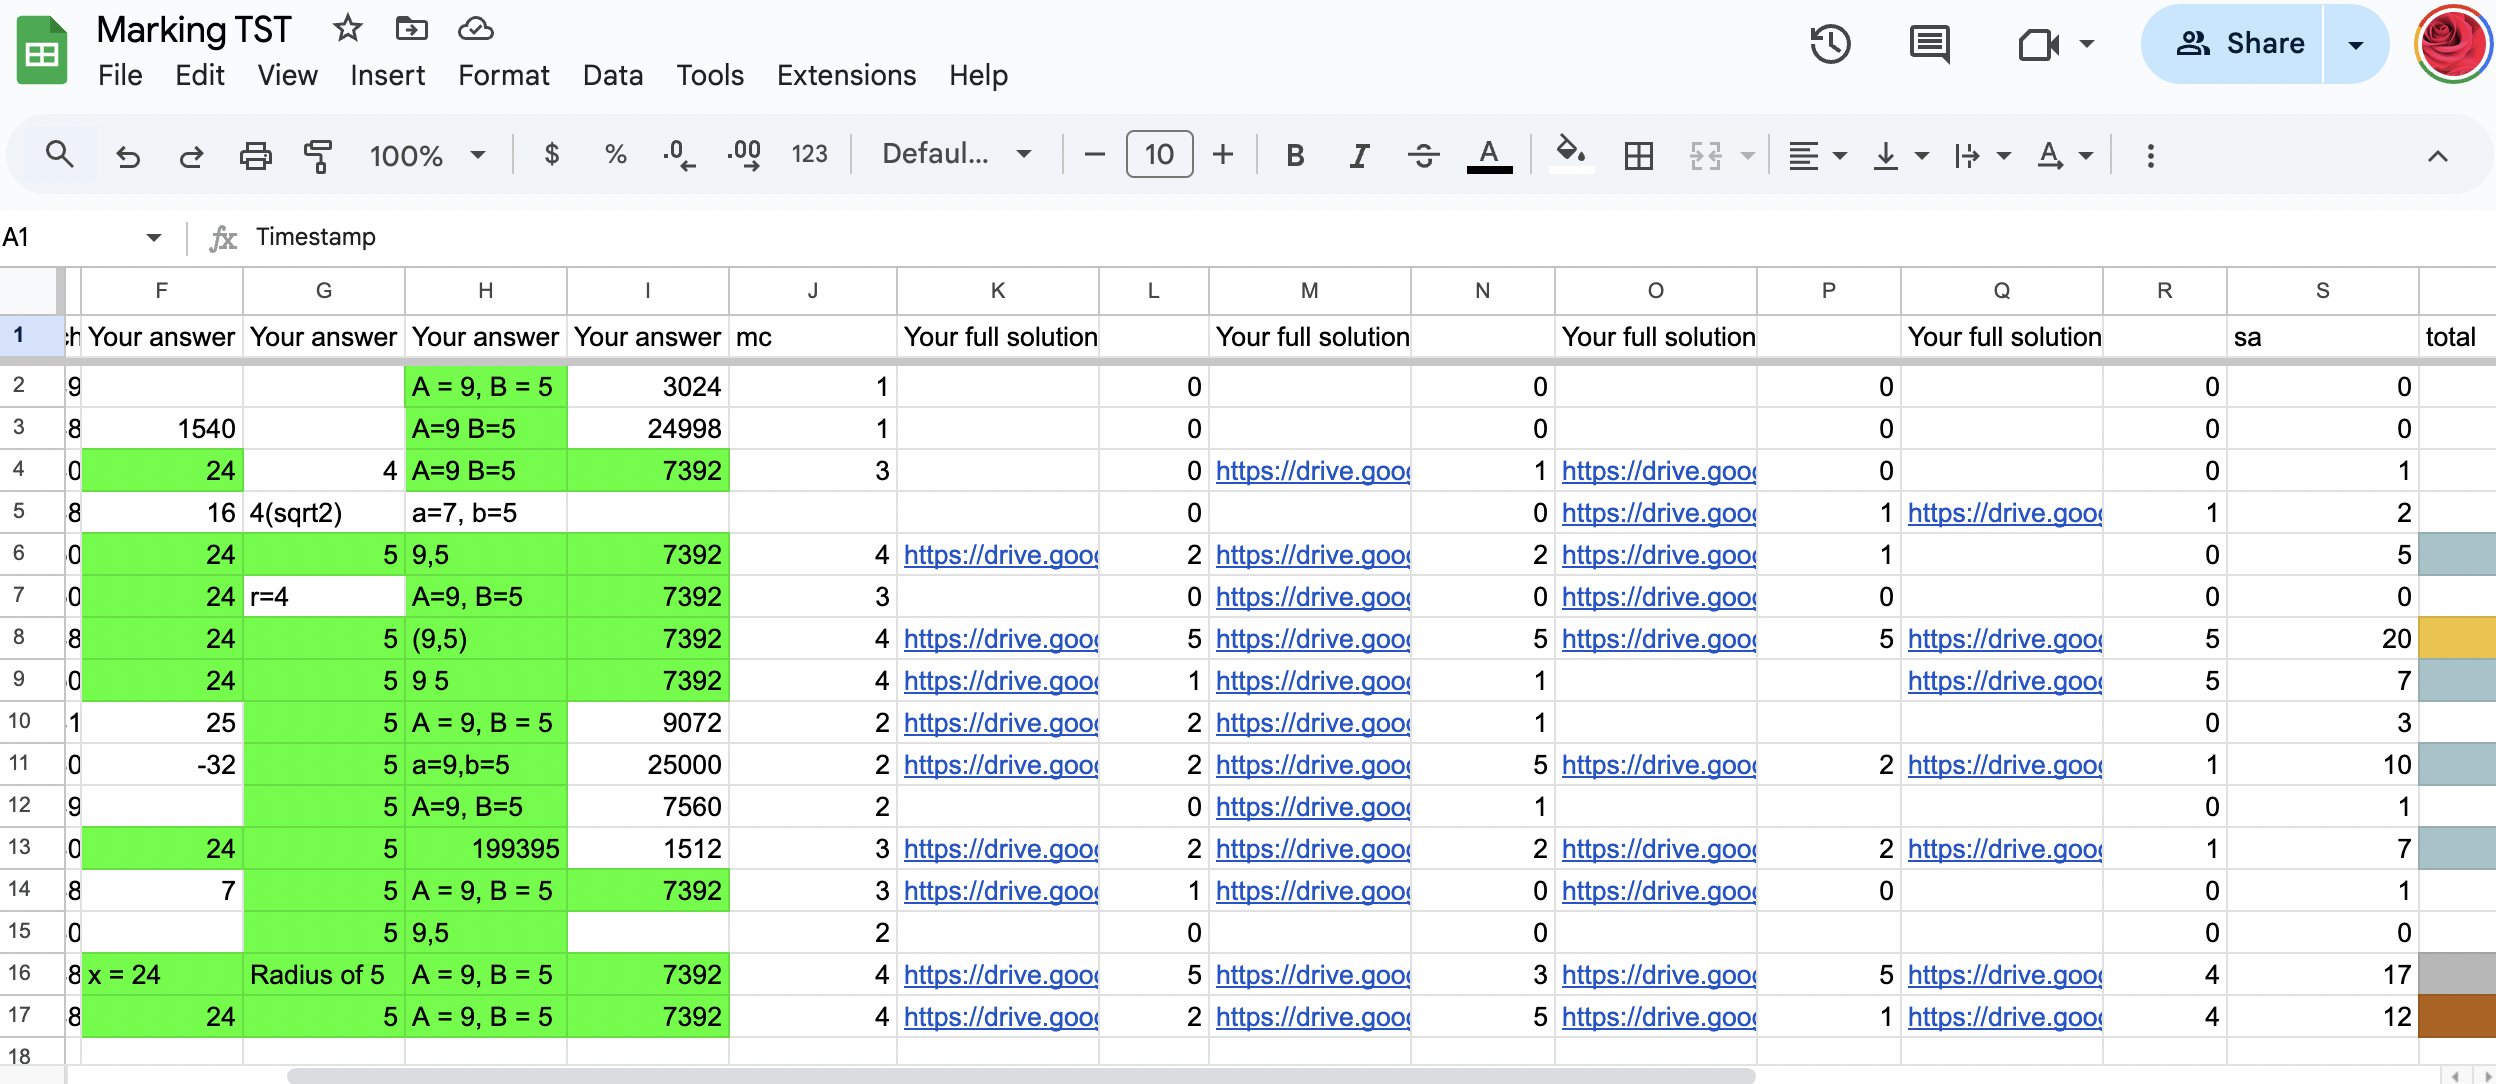 Marking TST
File Edit View Insert Format Data Tools Extensions Help
Share
100% $ % .0 .00 123 Defaul... 10 B I S A
A1 fx Timestamp
F G H I J K L M N O P Q R S
1 Your answer Your answer Your answer Your answer mc Your full solution Your full solution Your full solution Your full solution sa total
2 9 A = 9, B = 5 3024 1 0 0 0 0 0
3 8 1540 A=9 B=5 24998 1 0 0 0 0 0
4 0 24 4 A=9 B=5 7392 3 0 https://drive.goo 1 https://drive.goo 0 0 1
5 8 16 4(sqrt2) a=7, b=5 0 0 https://drive.goo 1 https://drive.goo 1 2
6 0 24 5 9,5 7392 4 https://drive.goo 2 https://drive.goo 2 https://drive.goo 1 0 5
7 0 24 r=4 A=9, B=5 7392 3 0 https://drive.goo 0 https://drive.goo 0 0 0
8 8 24 5 (9,5) 7392 4 https://drive.goo 5 https://drive.goo 5 https://drive.goo 5 https://drive.goo 5 20
9 0 24 5 9 5 7392 4 https://drive.goo 1 https://drive.goo 1 https://drive.goo 5 7
10 1 25 5 A = 9, B = 5 9072 2 https://drive.goo 2 https://drive.goo 1 0 3
11 0 -32 5 a=9,b=5 25000 2 https://drive.goo 2 https://drive.goo 5 https://drive.goo 2 https://drive.goo 1 10
12 9 5 A=9, B=5 7560 2 0 https://drive.goo 1 0 1
13 0 24 5 199395 1512 3 https://drive.goo 2 https://drive.goo 2 https://drive.goo 2 https://drive.goo 1 7
14 8 7 5 A = 9, B = 5 7392 3 https://drive.goo 1 https://drive.goo 0 https://drive.goo 0 0 1
15 0 5 9,5 2 0 0 0 0
16 8 x = 24 Radius of 5 A = 9, B = 5 7392 4 https://drive.goo 5 https://drive.goo 3 https://drive.goo 5 https://drive.goo 4 17
17 8 24 5 A = 9, B = 5 7392 4 https://drive.goo 2 https://drive.goo 5 https://drive.goo 1 https://drive.goo 4 12
18